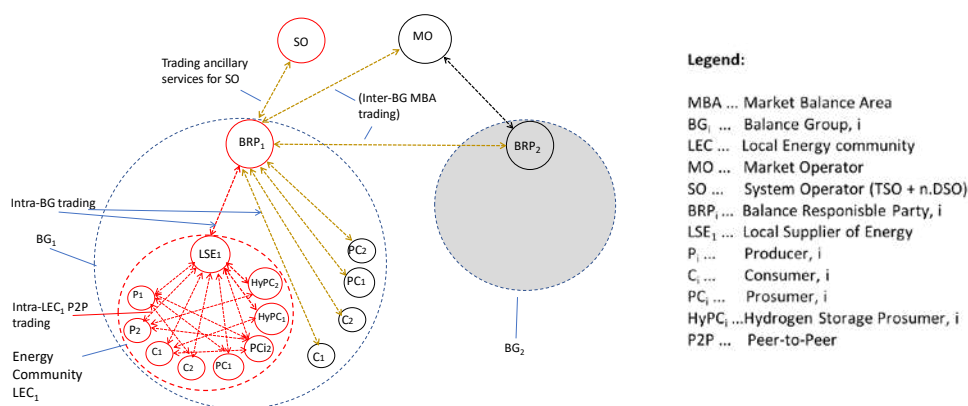 SO
MO
Trading ancillary
services for SO
(Inter-BG MBA
trading)
BRP1
BRP2
Intra-BG trading
BG1
LSE1
PC2
PC1
C2
C1
HyPC2
HyPC1
P1
P2
C1
C2
PC1
PCi2
Intra-LEC1 P2P
trading
Energy
Community
LEC1
BG2
Legend:
MBA ... Market Balance Area
BGi ... Balance Group, i
LEC ... Local Energy community
MO ... Market Operator
SO ... System Operator (TSO + n.DSO)
BRPi ... Balance Responisble Party, i
LSE1 ... Local Supplier of Energy
Pi ... Producer, i
Ci ... Consumer, i
PCi ... Prosumer, i
HyPCi ...Hydrogen Storage Prosumer, i
P2P ... Peer-to-Peer